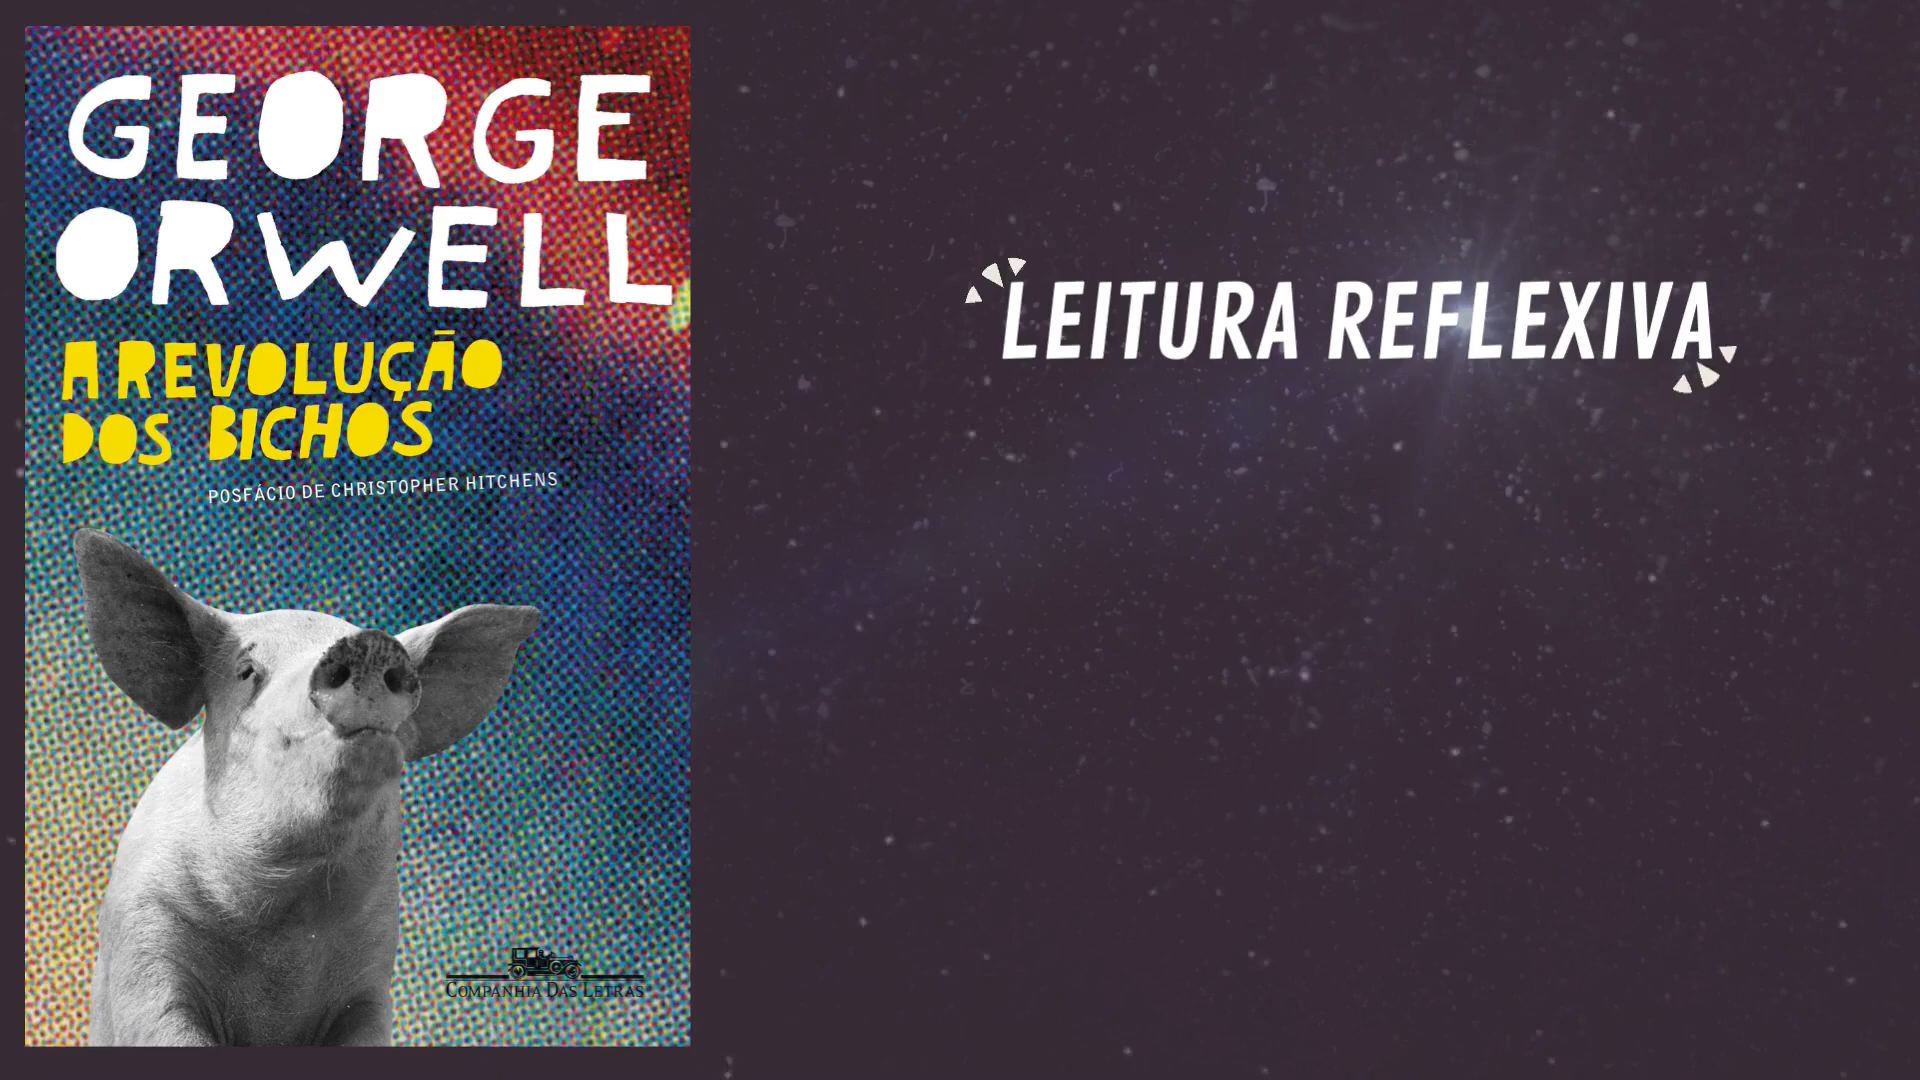 GEORGE
ORWELL
A REVOLUÇÃO
DOS BICHOS
POSFÁCIO DE CHRISTOPHER HITCHENS
COMPANHIA DAS LETRAS
LEITURA REFLEXIVA